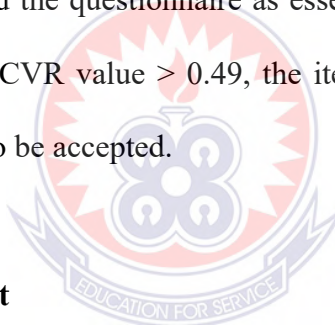 the questionnaire as esse
CVR value > 0.49, the ite
o be accepted.
t
EDUCATION FOR SERVICE